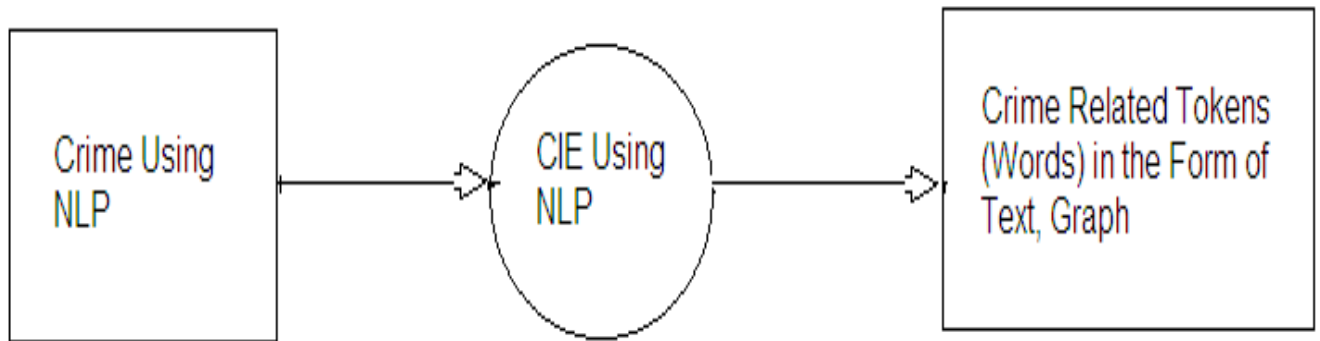 Crime Using
NLP
CIE Using
NLP
Crime Related Tokens
(Words) in the Form of
Text, Graph